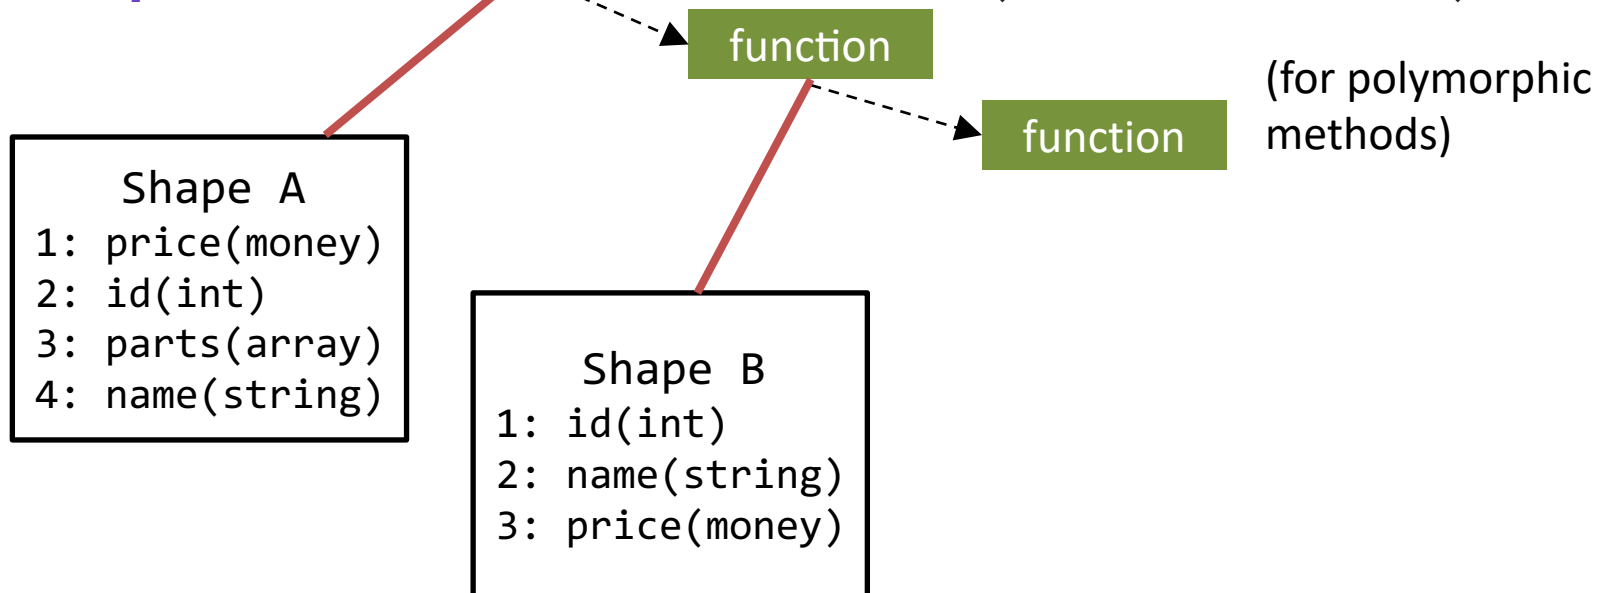 function
(for polymorphic
methods)
function
Shape A
1: price(money)
2: id(int)
3: parts(array)
4: name(string)
Shape B
1: id(int)
2: name(string)
3: price(money)